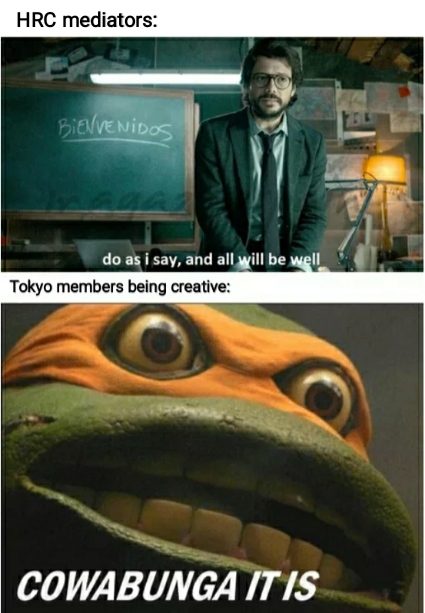 HRC mediators:
BIENVENIDOS
do as i say, and all will be well
Tokyo members being creative:
COWABUNGA IT IS